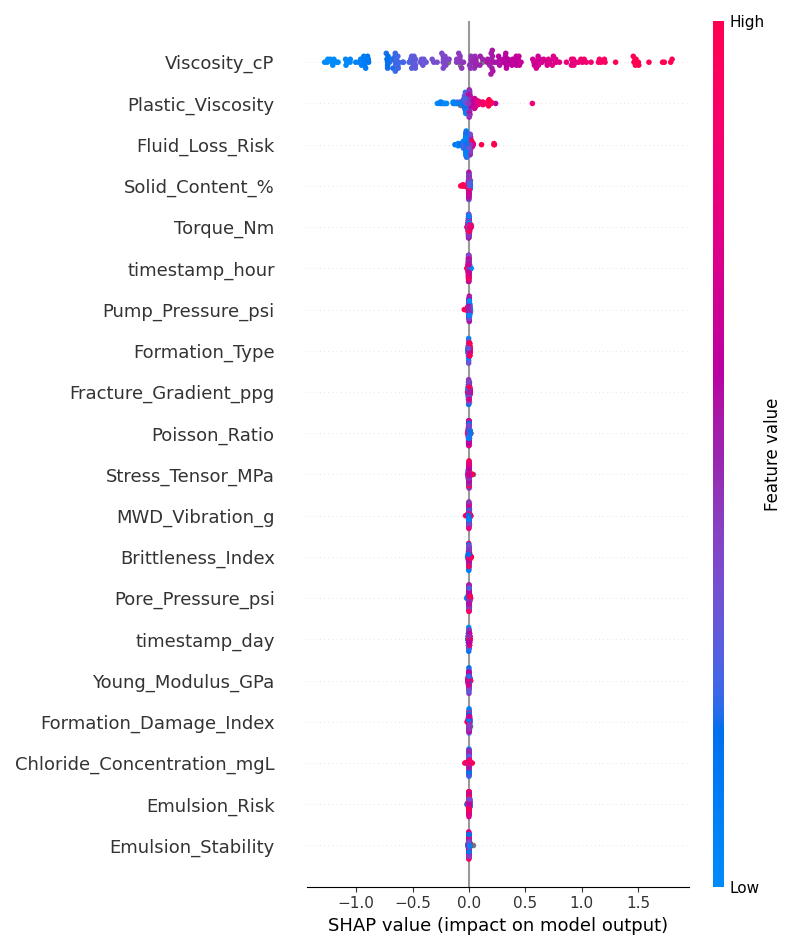 High
Viscosity_cP
Plastic_Viscosity
Fluid_Loss_Risk
Solid_Content_%
Torque_Nm
timestamp_hour
Pump_Pressure_psi
Formation_Type
Fracture_Gradient_ppg
Poisson_Ratio
Stress_Tensor_MPa
MWD_Vibration_g
Brittleness_Index
Pore_Pressure_psi
timestamp_day
Young_Modulus_GPa
Formation_Damage_Index
Chloride_Concentration_mgL
Emulsion_Risk
Emulsion_Stability
Feature value
Low
−1.0 −0.5 0.0 0.5 1.0 1.5
SHAP value (impact on model output)